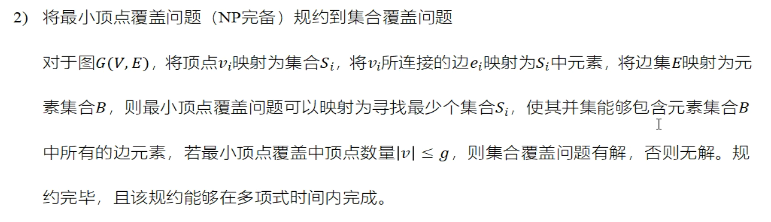 2) 将最小顶点覆盖问题（NP完备）规约到集合覆盖问题
对于图G(V, E)，将顶点vᵢ映射为集合Sᵢ，将vᵢ所连接的边eᵢ映射为Sᵢ中元素，将边集E映射为元
素集合B，则最小顶点覆盖问题可以映射为寻找最少个集合Sᵢ，使其并集能够包含元素集合B
中所有的边元素，若最小顶点覆盖中顶点数量|v| ≤ g，则集合覆盖问题有解，否则无解。规
约完毕，且该规约能够在多项式时间内完成。